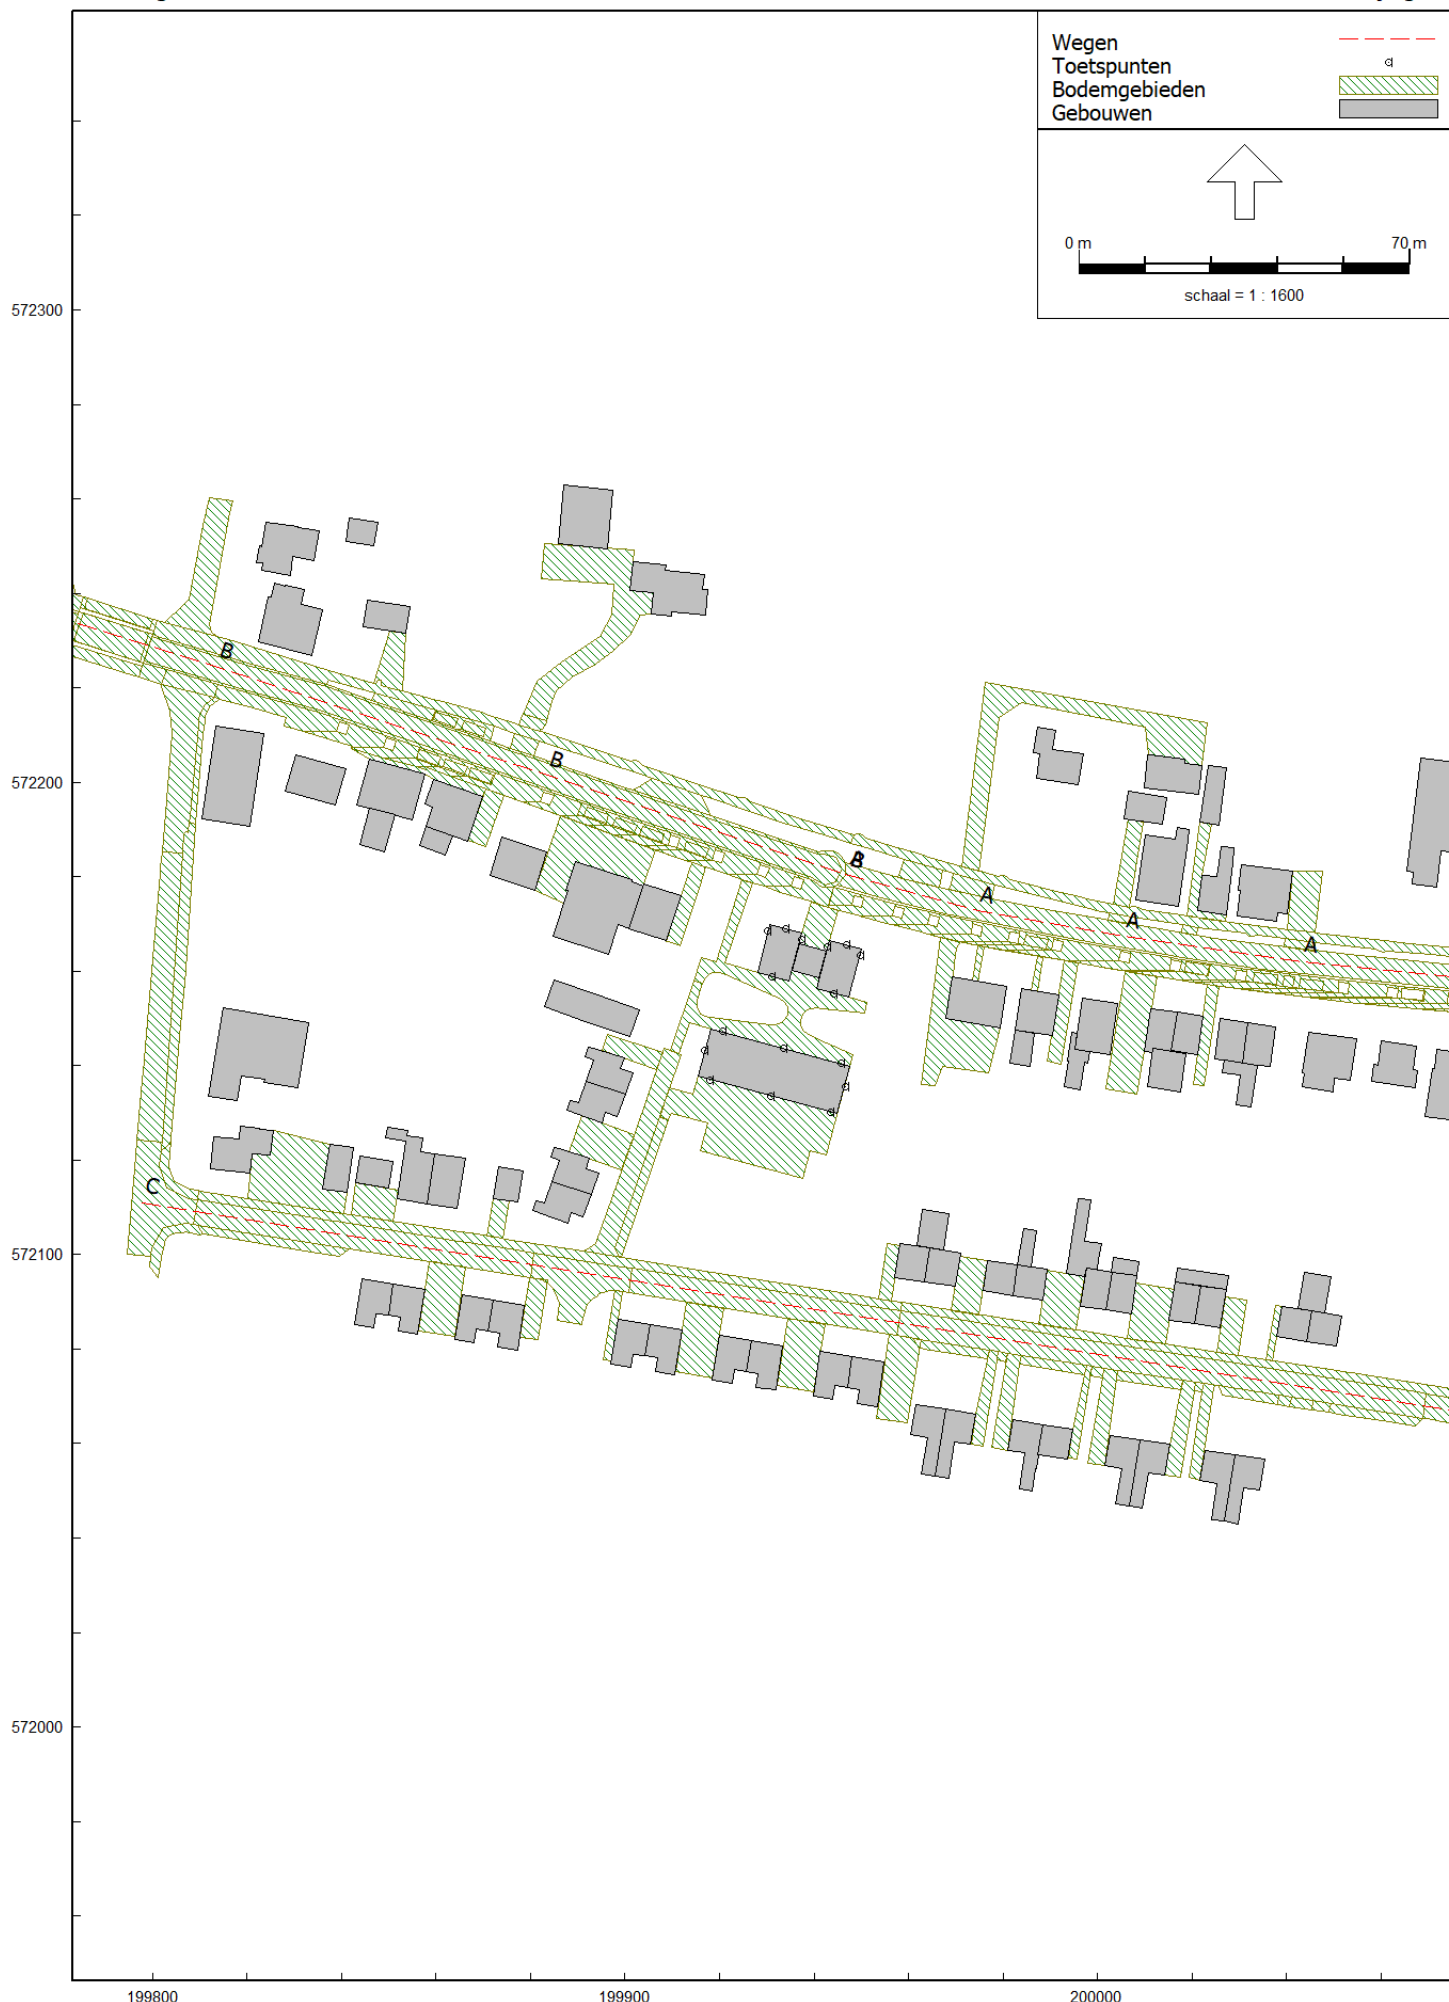 Wegen
Toetspunten
Bodemgebieden
Gebouwen
0 m 70 m
schaal = 1 : 1600
572300
B
B
572200
B
A
A
A
C
572100
572000
199800 199900 200000